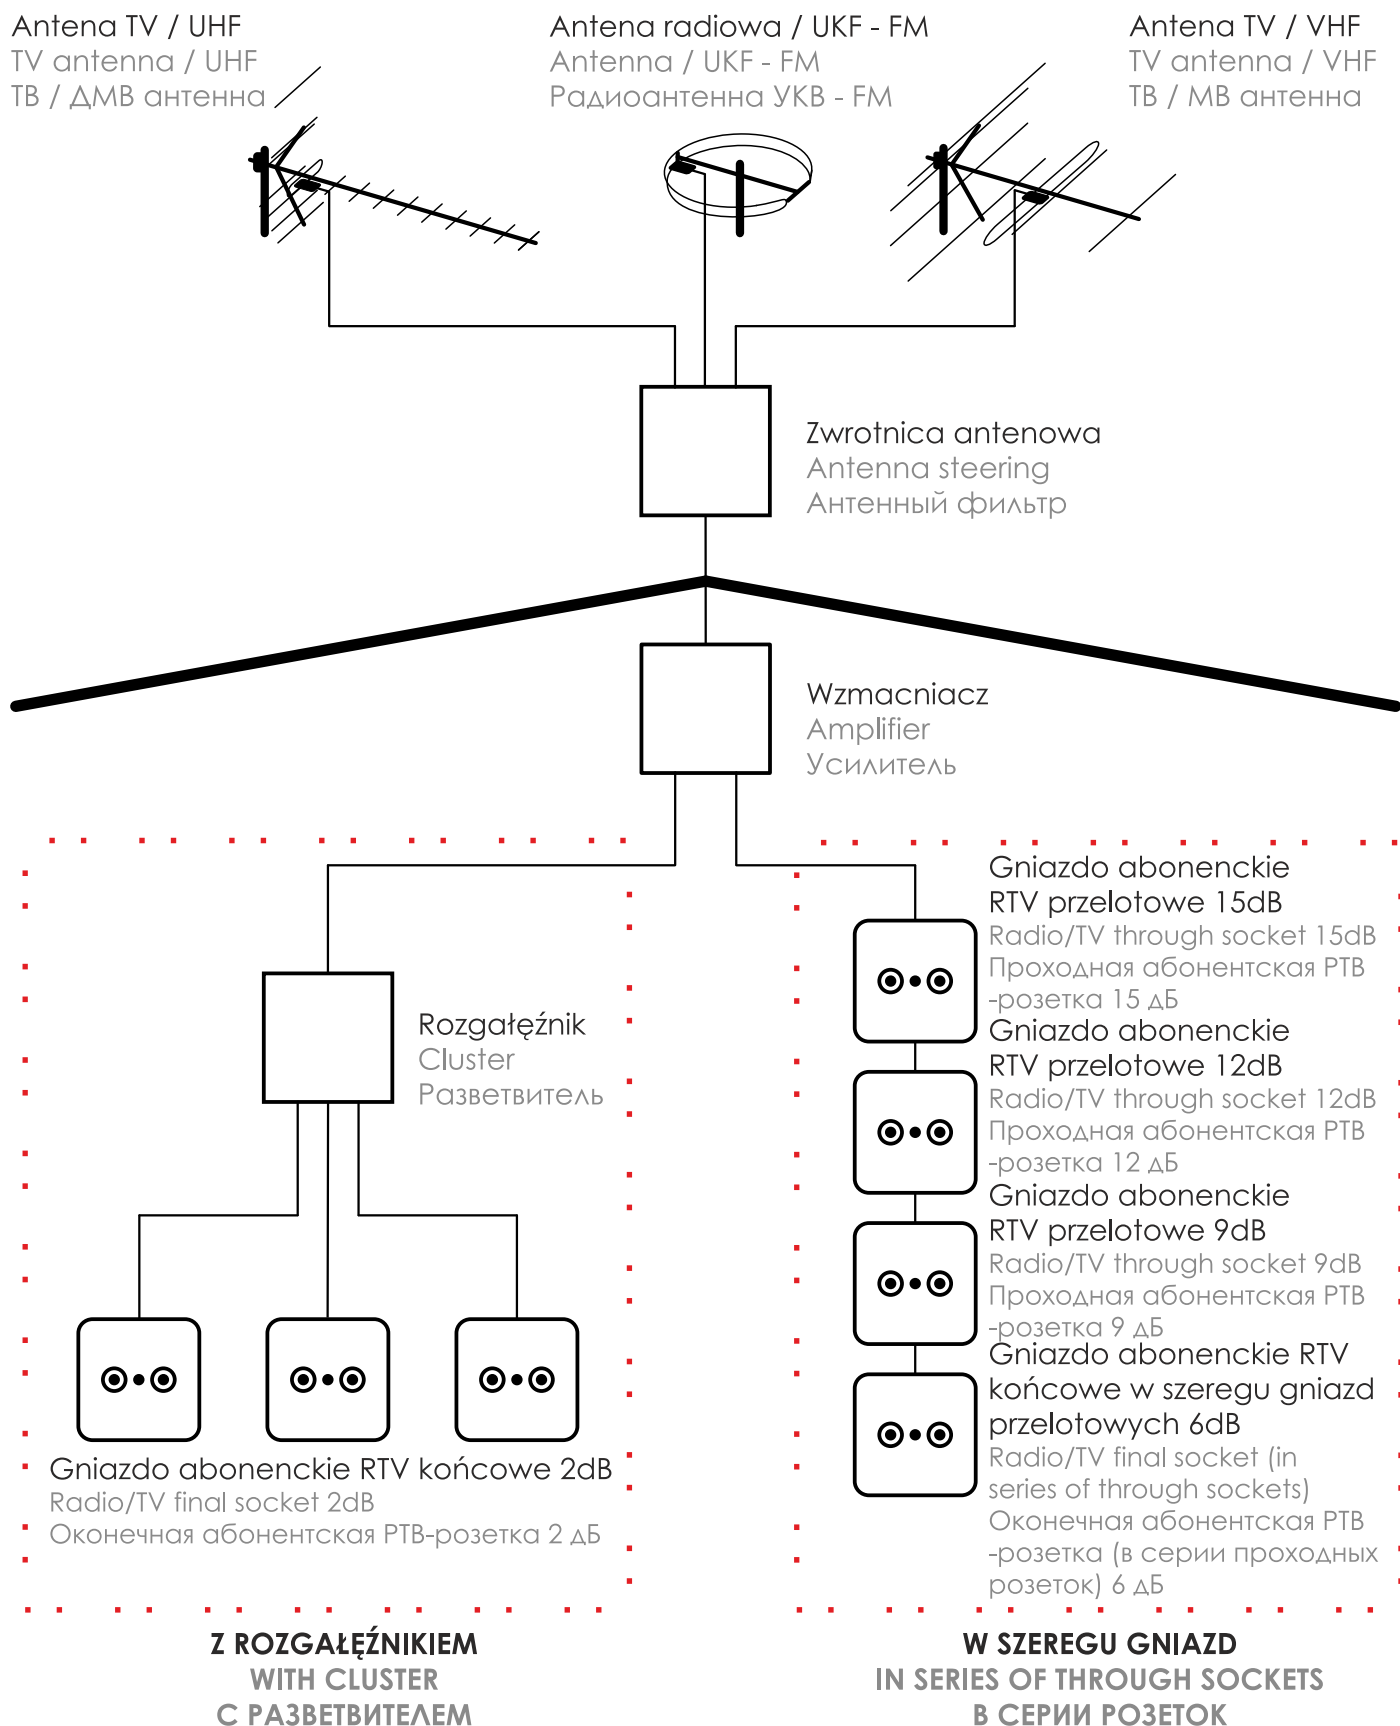 Antena TV / UHF
TV antenna / UHF
ТВ / ДМВ антенна
Antena radiowa / UKF - FM
Antenna / UKF - FM
Радиоантенна УКВ - FM
Antena TV / VHF
TV antenna / VHF
ТВ / МВ антенна
Zwrotnica antenowa
Antenna steering
Антенный фильтр
Wzmacniacz
Amplifier
Усилитель
Rozgałęźnik
Cluster
Разветвитель
Gniazdo abonenckie RTV końcowe 2dB
Radio/TV final socket 2dB
Оконечная абонентская РТВ-розетка 2 дБ
Z ROZGAŁĘŹNIKIEM
WITH CLUSTER
С РАЗВЕТВИТЕЛЕМ
Gniazdo abonenckie
RTV przelotowe 15dB
Radio/TV through socket 15dB
Проходная абонентская РТВ
-розетка 15 дБ
Gniazdo abonenckie
RTV przelotowe 12dB
Radio/TV through socket 12dB
Проходная абонентская РТВ
-розетка 12 дБ
Gniazdo abonenckie
RTV przelotowe 9dB
Radio/TV through socket 9dB
Проходная абонентская РТВ
-розетка 9 дБ
Gniazdo abonenckie RTV
końcowe w szeregu gniazd
przelotowych 6dB
Radio/TV final socket (in
series of through sockets)
Оконечная абонентская РТВ
-розетка (в серии проходных
розеток) 6 дБ
W SZEREGU GNIAZD
IN SERIES OF THROUGH SOCKETS
В СЕРИИ РОЗЕТОК